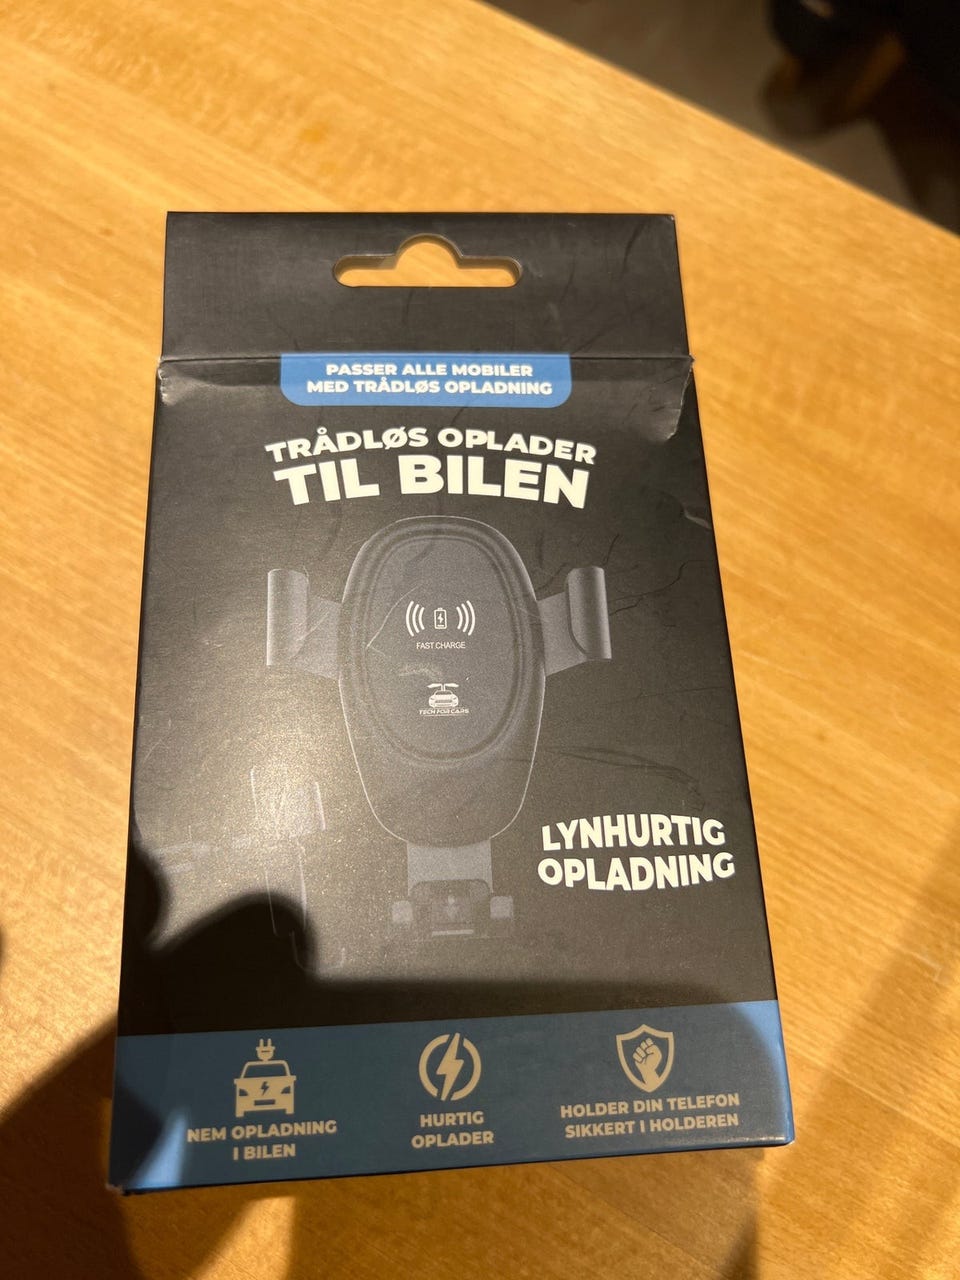 PASSER ALLE MOBILER
MED TRÅDLØS OPLADNING
TRÅDLØS OPLADER
TIL BILEN
FAST CHARGE
TECH FOR CARS
LYNHURTIG
OPLADNING
NEM OPLADNING
I BILEN
HURTIG
OPLADER
HOLDER DIN TELEFON
SIKKERT I HOLDEREN